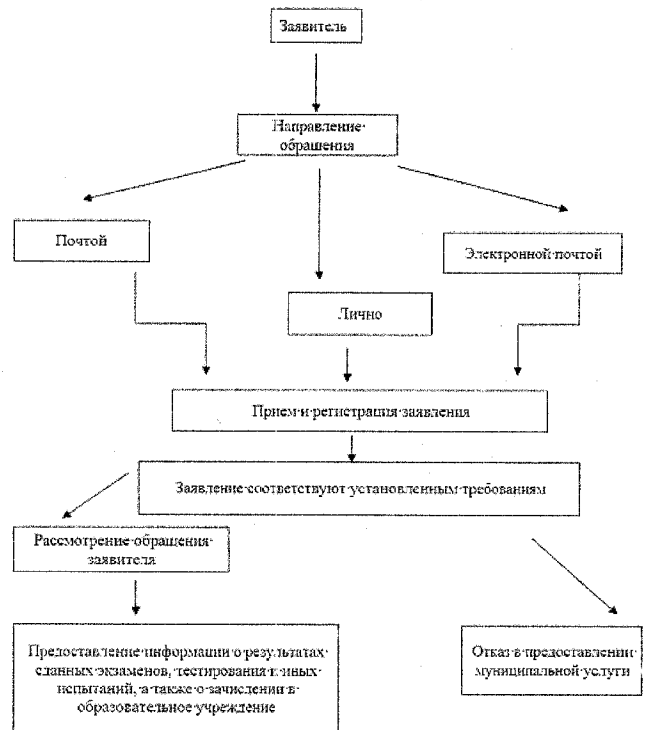 Заявитель
Направление
обращения
Почтой
Электронной почтой
Лично
Прием и регистрация заявления
Заявление соответствуют установленным требованиям
Рассмотрение обращения
заявителя
Предоставление информации о результатах
сданных экзаменов, тестирования и иных
испытаний, а также о зачислении в
образовательное учреждение
Отказ в предоставлении
муниципальной услуги